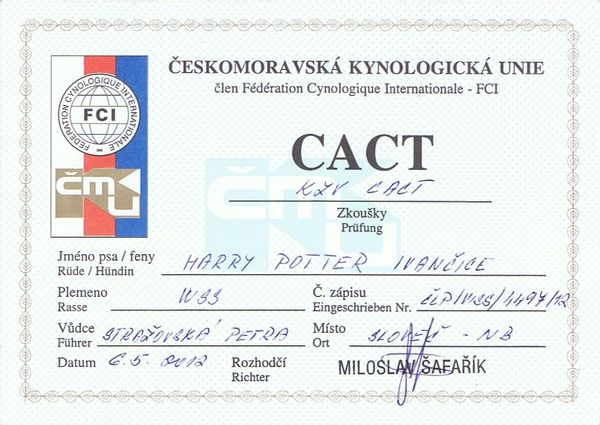 ČESKOMORAVSKÁ KYNOLOGICKÁ UNIE
člen Fédération Cynologique Internationale - FCI
FÉDÉRATION CYNOLOGIQUE INTERNATIONALE
FCI
ČMKU
CACT
KZV CACT
Zkoušky
Prüfung
Jméno psa / feny HARRY POTTER IVANČICE
Rüde / Hündin
Plemeno WSS Č. zápisu ČLP/WSS/4497/12
Rasse Eingeschrieben Nr.
Vůdce STRAŽOVSKÁ PETRA Místo - NB
Führer Ort
Datum 6.5. 2012 Rozhodčí MILOSLAV ŠAFAŘÍK
Richter